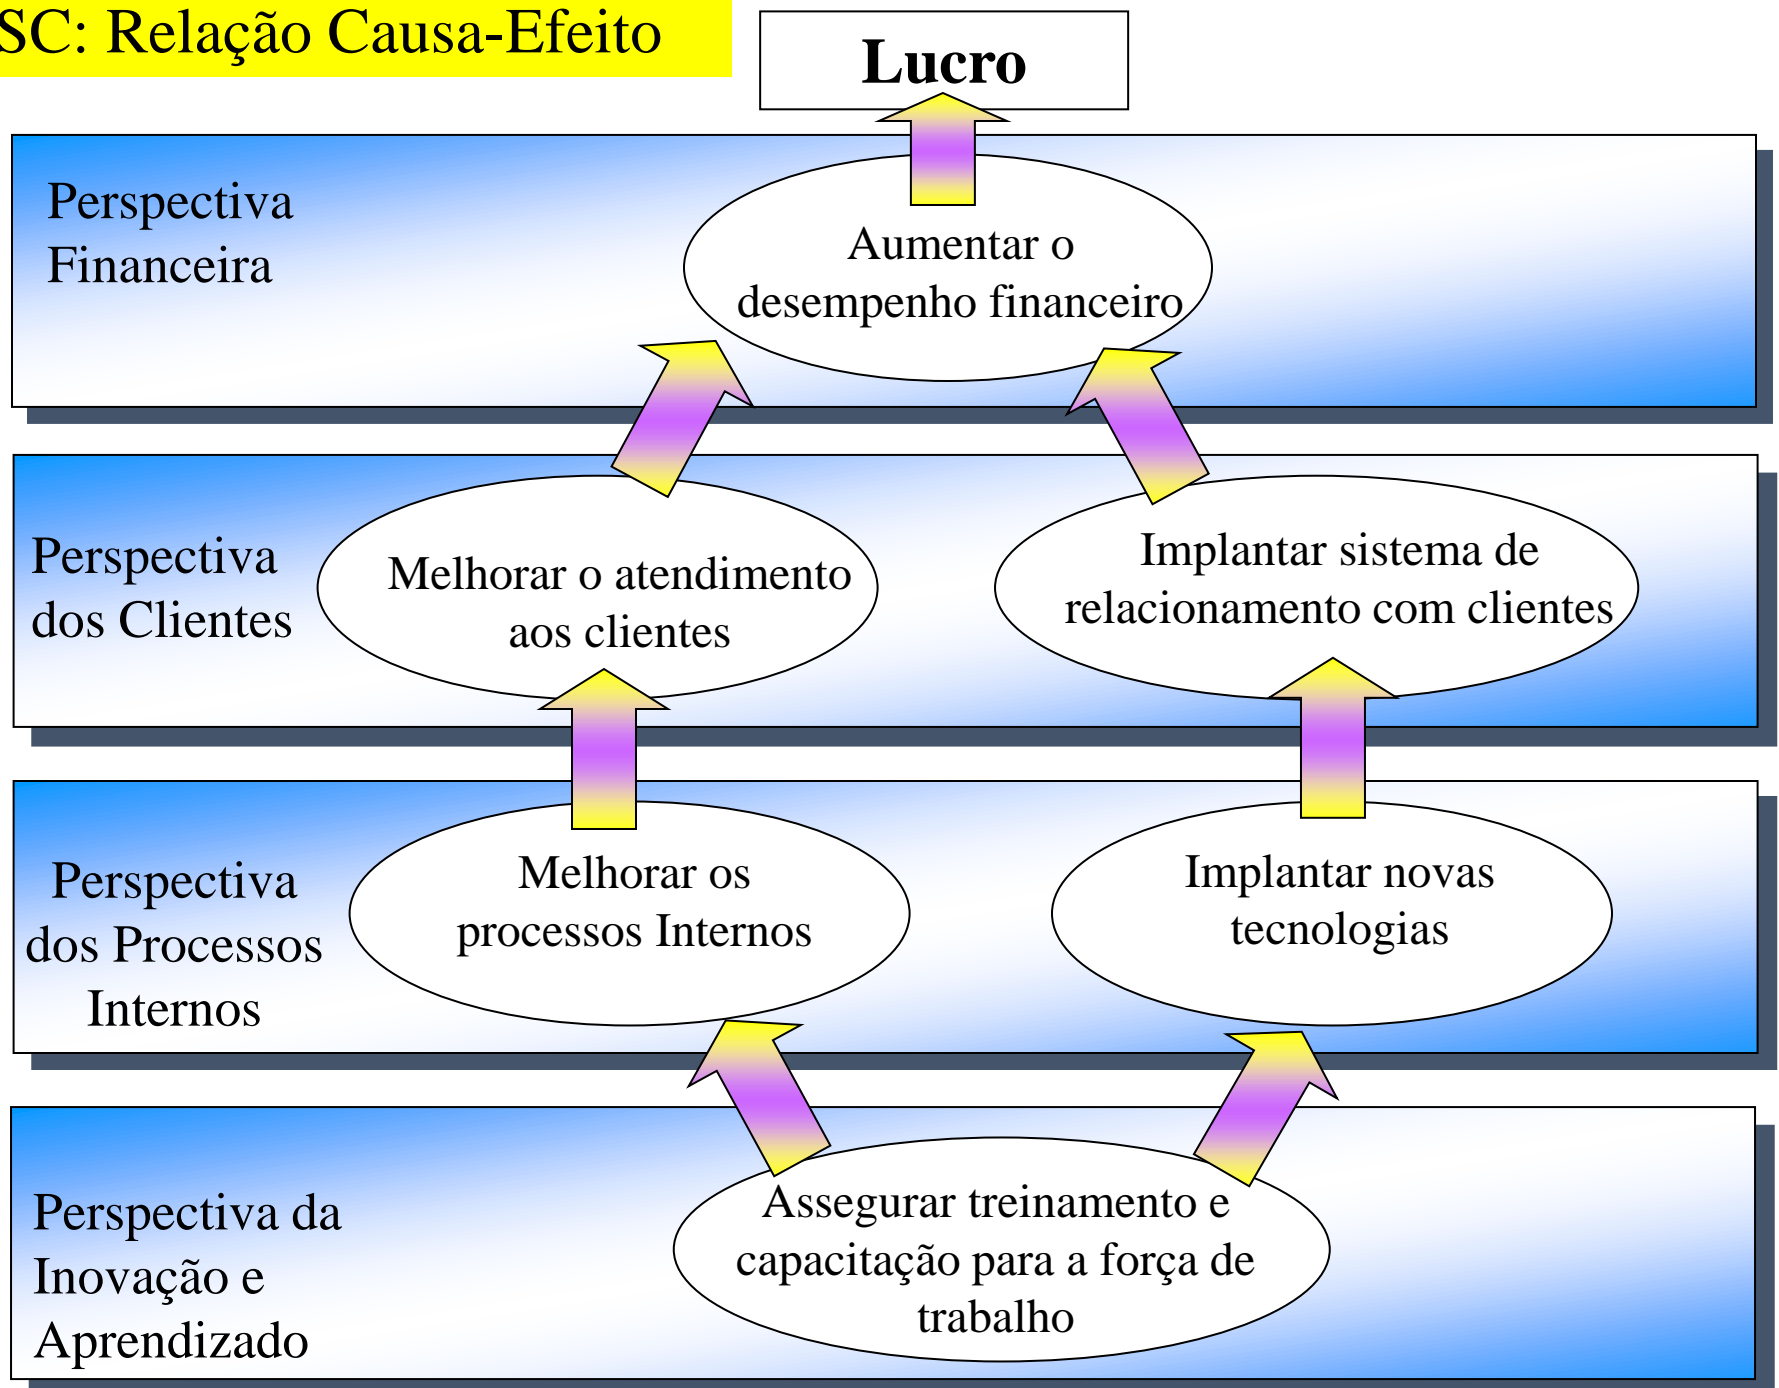 SC: Relação Causa-Efeito
Lucro
Perspectiva
Financeira
Aumentar o
desempenho financeiro
Perspectiva
dos Clientes
Melhorar o atendimento
aos clientes
Implantar sistema de
relacionamento com clientes
Perspectiva
dos Processos
Internos
Melhorar os
processos Internos
Implantar novas
tecnologias
Perspectiva da
Inovação e
Aprendizado
Assegurar treinamento e
capacitação para a força de
trabalho